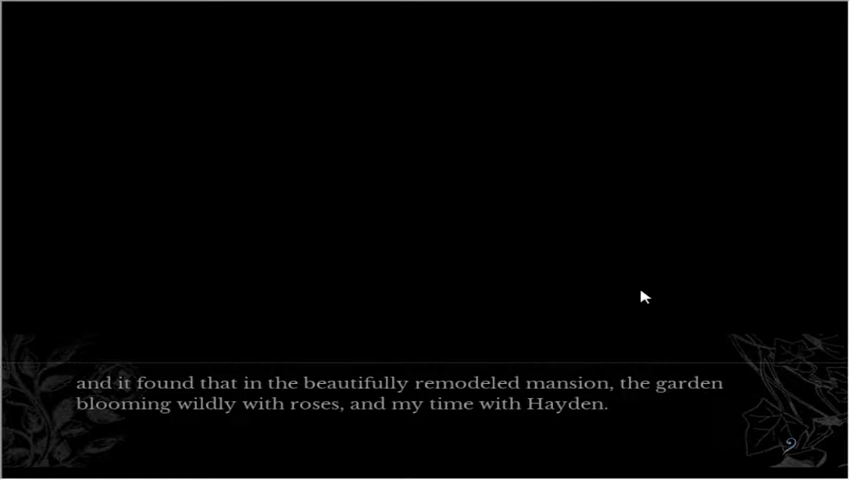 and it found that in the beautifully remodeled mansion, the garden
blooming wildly with roses, and my time with Hayden.